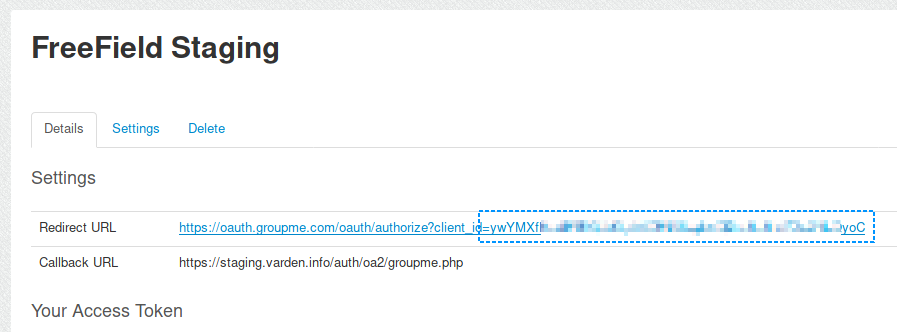 FreeField Staging
Details Settings Delete
Settings
Redirect URL https://oauth.groupme.com/oauth/authorize?client_id=ywYMXf yoC
Callback URL https://staging.varden.info/auth/oa2/groupme.php
Your Access Token